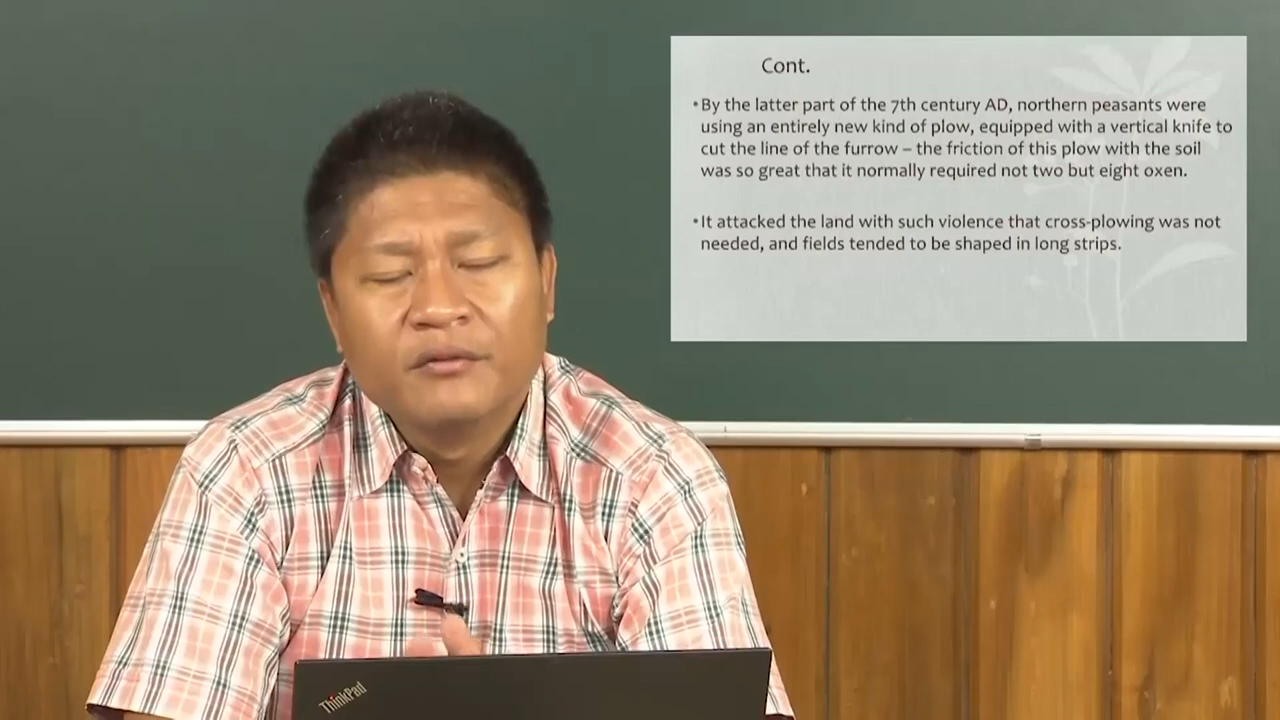 Cont.
•By the latter part of the 7th century AD, northern peasants were
using an entirely new kind of plow, equipped with a vertical knife to
cut the line of the furrow – the friction of this plow with the soil
was so great that it normally required not two but eight oxen.
•It attacked the land with such violence that cross-plowing was not
needed, and fields tended to be shaped in long strips.
ThinkPad